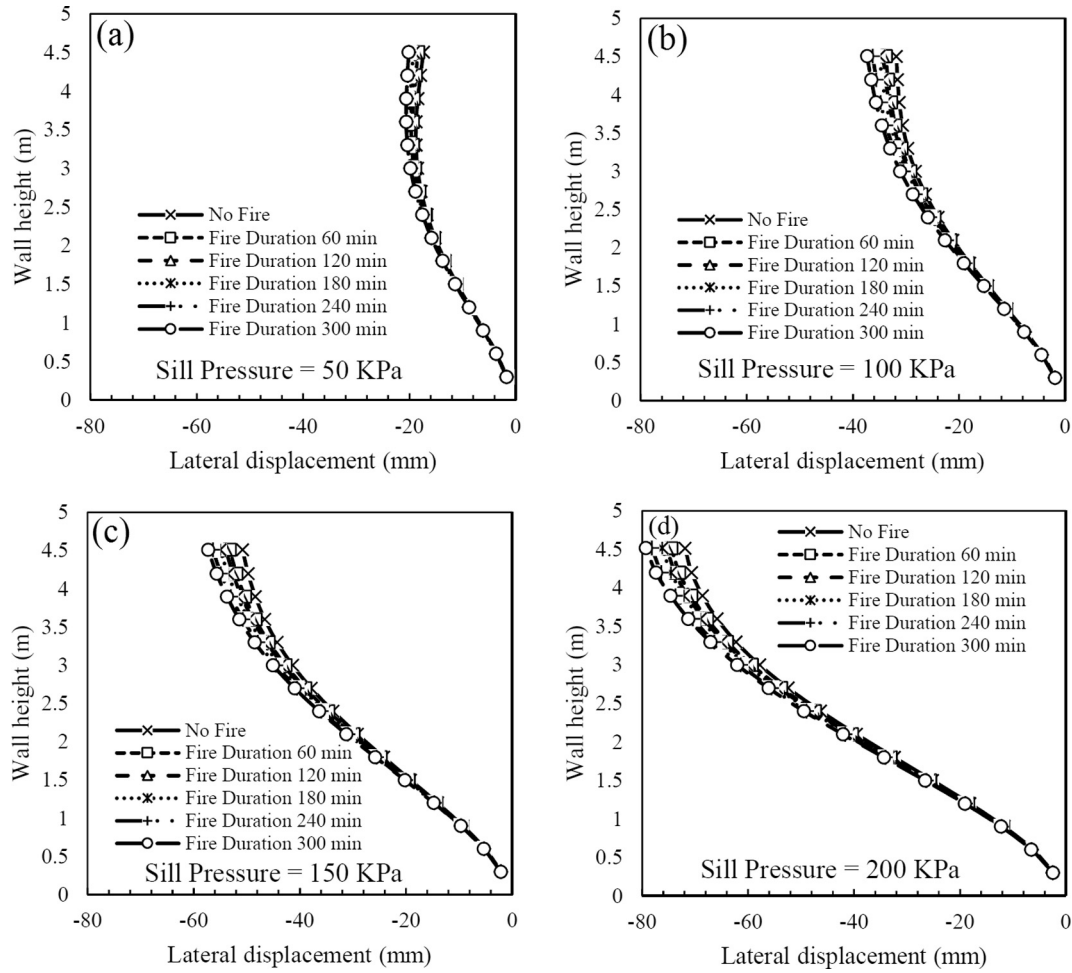 (a)
5
4.5
4
3.5
3
2.5
2
1.5
1
0.5
0
Wall height (m)
No Fire
Fire Duration 60 min
Fire Duration 120 min
Fire Duration 180 min
Fire Duration 240 min
Fire Duration 300 min
Sill Pressure = 50 KPa
-80 -60 -40 -20 0
Lateral displacement (mm)
(b)
5
4.5
4
3.5
3
2.5
2
1.5
1
0.5
0
Wall height (m)
No Fire
Fire Duration 60 min
Fire Duration 120 min
Fire Duration 180 min
Fire Duration 240 min
Fire Duration 300 min
Sill Pressure = 100 KPa
-80 -60 -40 -20 0
Lateral displacement (mm)
(c)
5
4.5
4
3.5
3
2.5
2
1.5
1
0.5
0
Wall height (m)
No Fire
Fire Duration 60 min
Fire Duration 120 min
Fire Duration 180 min
Fire Duration 240 min
Fire Duration 300 min
Sill Pressure = 150 KPa
-80 -60 -40 -20 0
Lateral displacement (mm)
(d)
5
4.5
4
3.5
3
2.5
2
1.5
1
0.5
0
Wall height (m)
No Fire
Fire Duration 60 min
Fire Duration 120 min
Fire Duration 180 min
Fire Duration 240 min
Fire Duration 300 min
Sill Pressure = 200 KPa
-80 -60 -40 -20 0
Lateral displacement (mm)